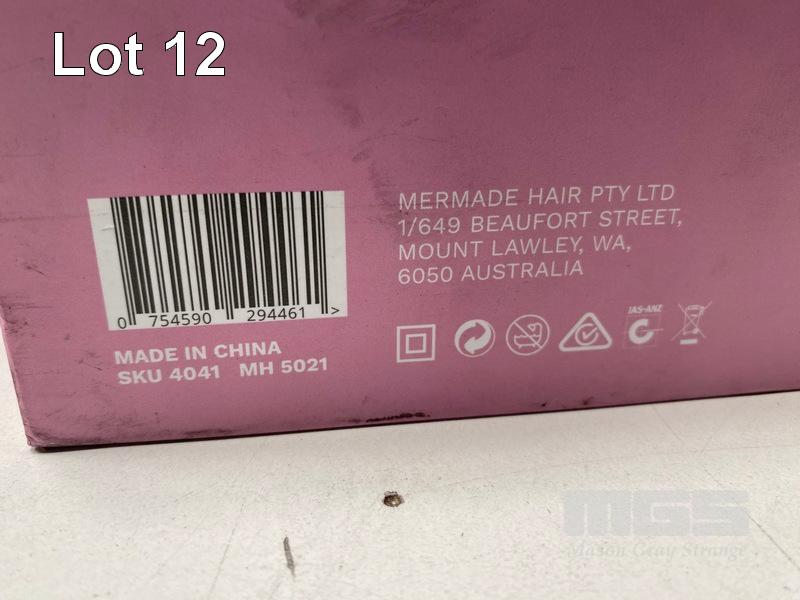 Lot 12
MERMADE HAIR PTY LTD
1/649 BEAUFORT STREET,
MOUNT LAWLEY, WA,
6050 AUSTRALIA
0 754590 294461 >
MADE IN CHINA
SKU 4041 MH 5021
JAS-ANZ
MGS
Mason Gray Strange